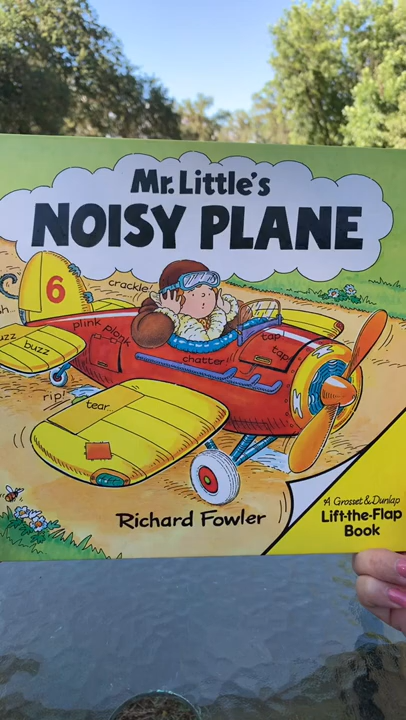 Mr. Little's
NOISY PLANE
6
crackle!
plink plonk
buzz
chatter!
tap
tap
rip!
tear
Richard Fowler
A Grosset & Dunlap
Lift-the-Flap
Book